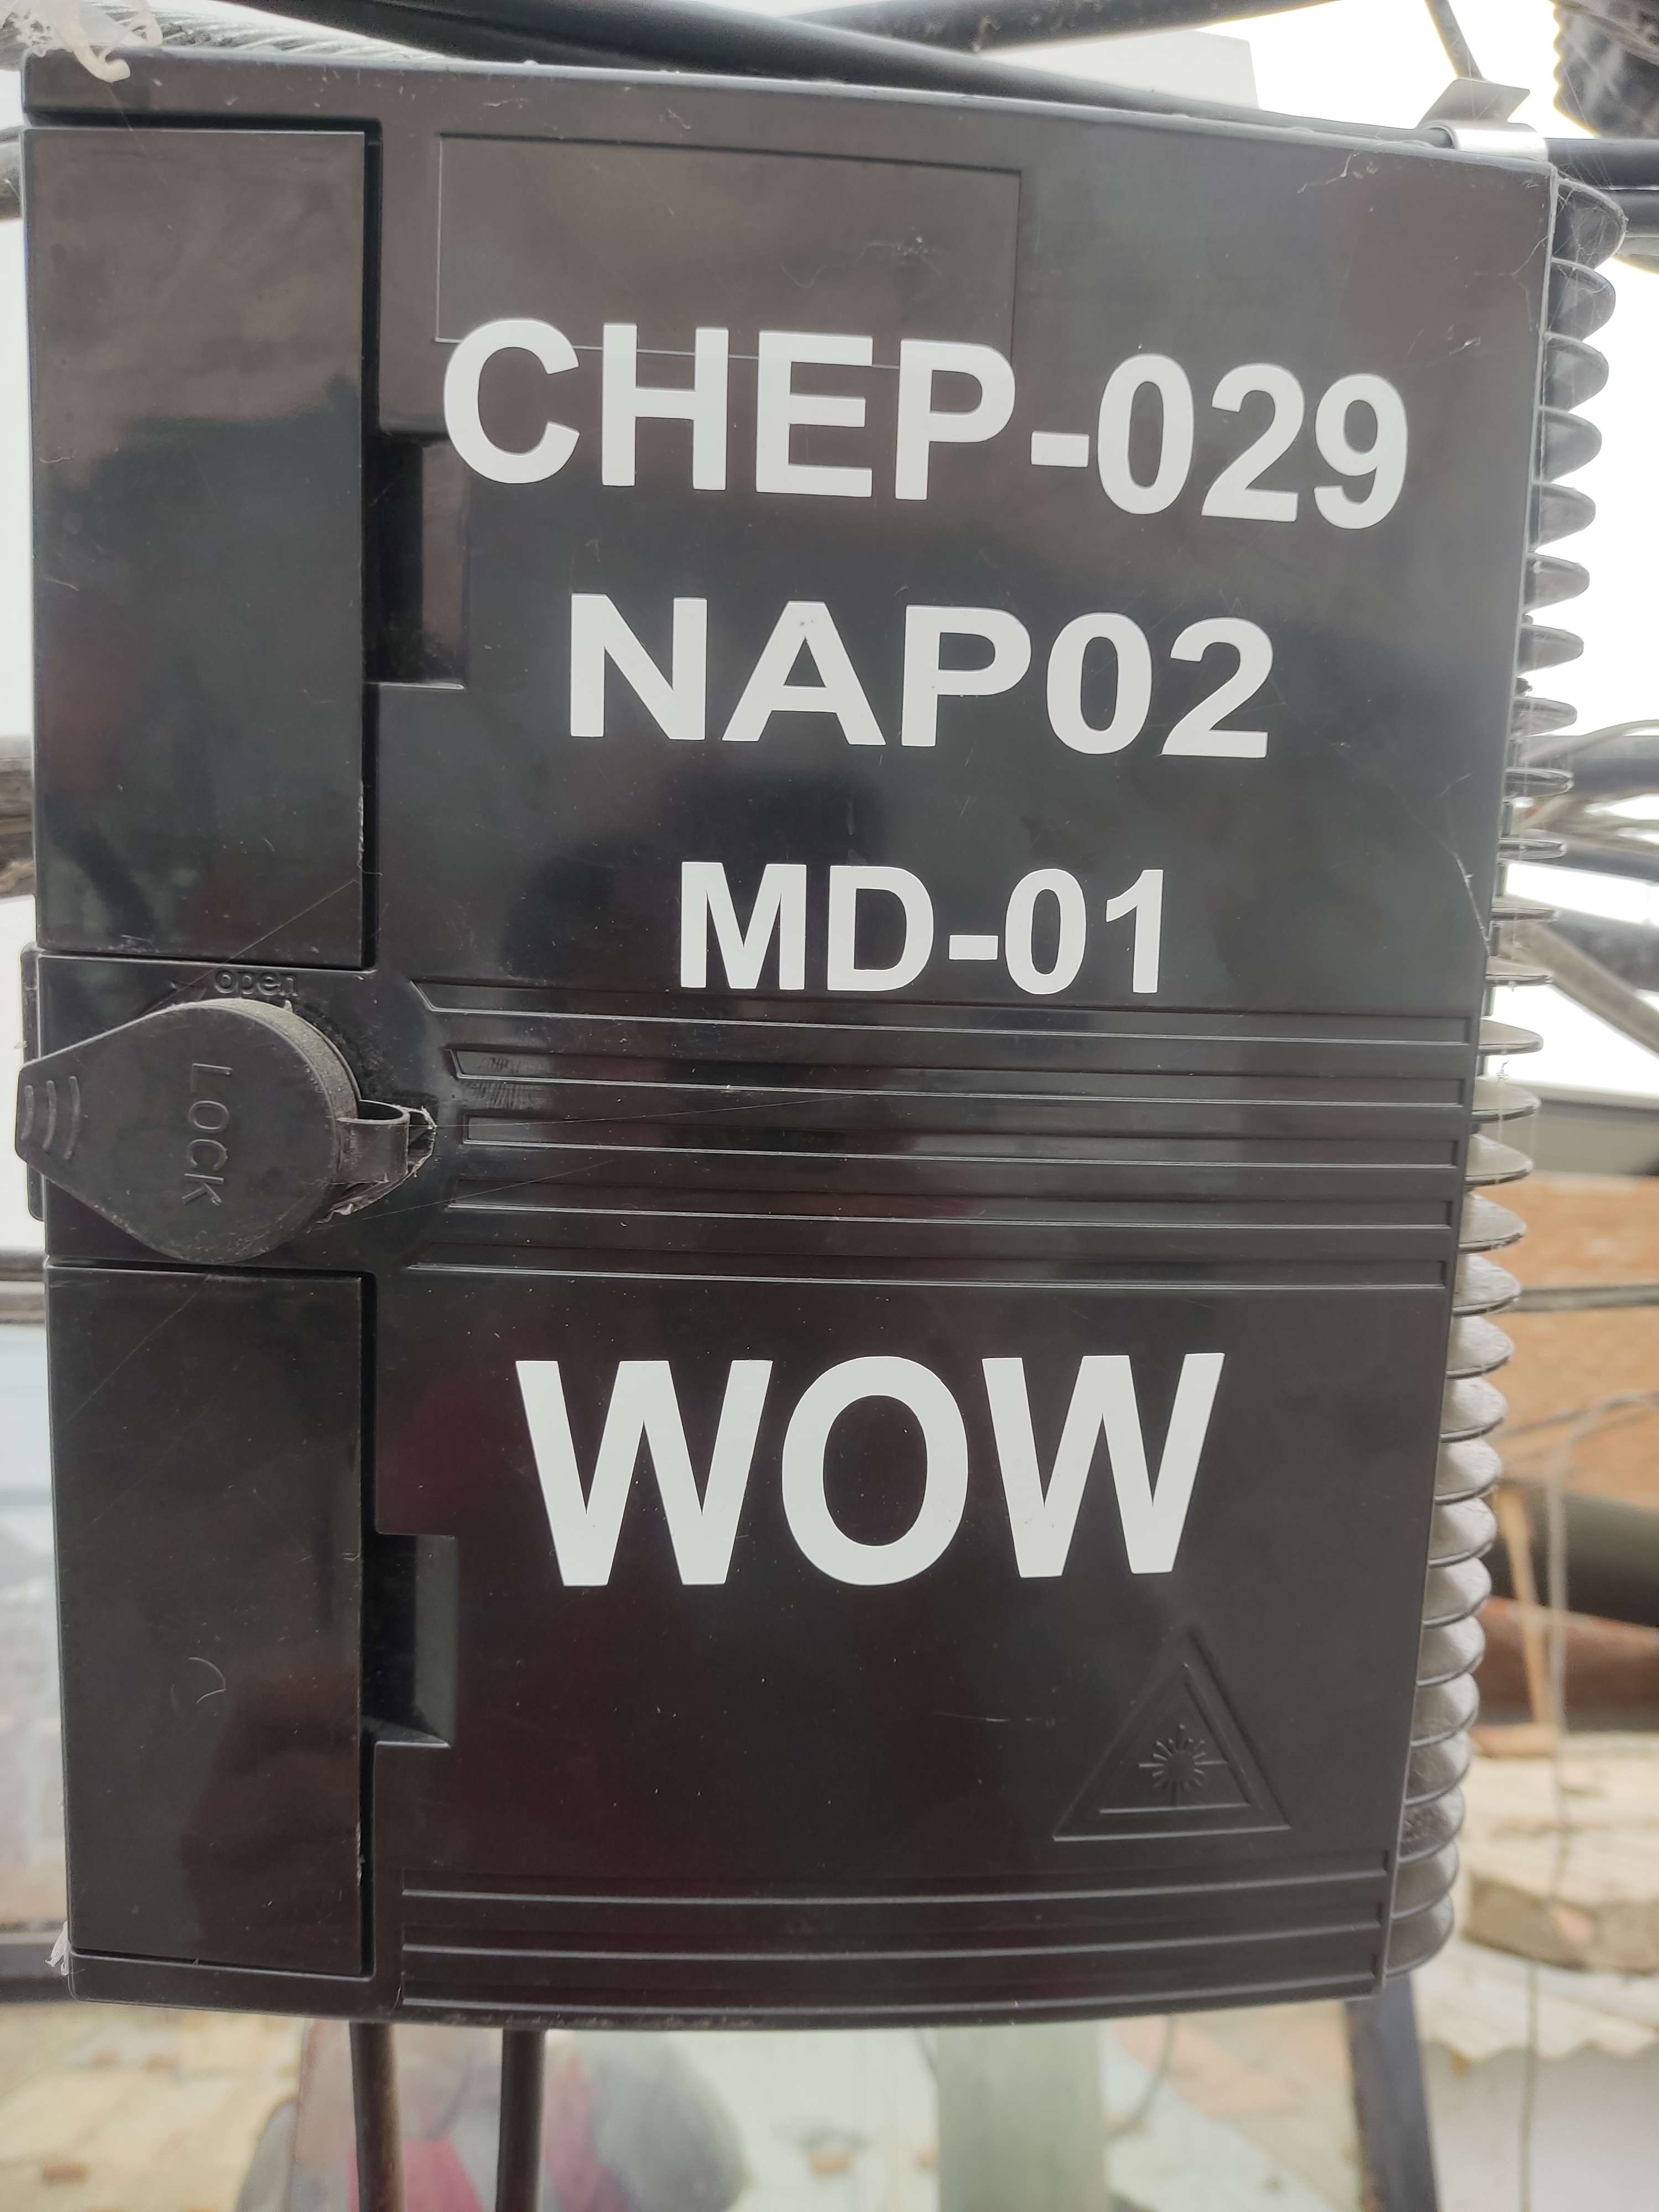 CHEP-029
NAP02
MD-01
open
LOCK
WOW